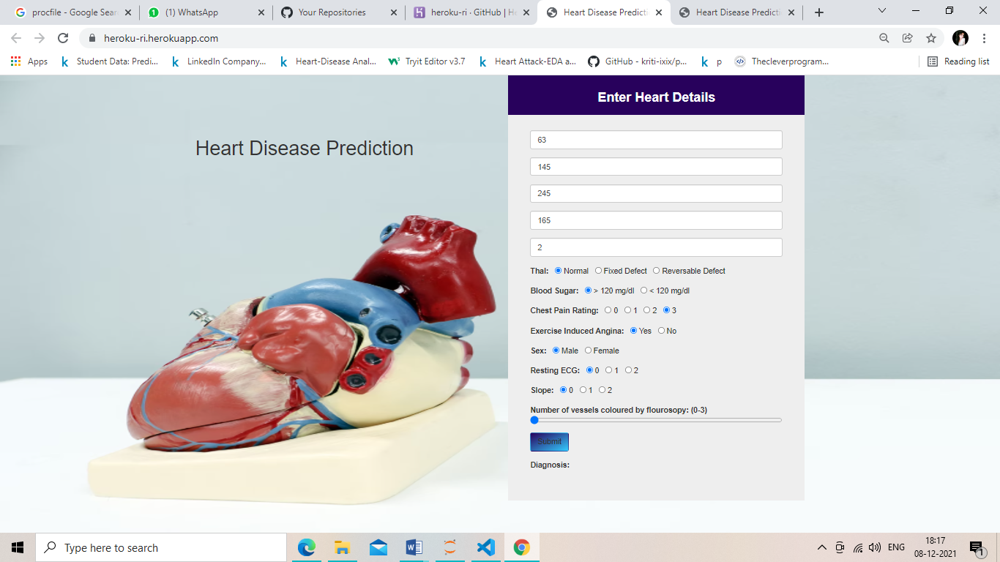 procfile - Google Sear
(1) WhatsApp
Your Repositories
heroku-ri · GitHub | He
Heart Disease Predicti
Heart Disease Predicti
heroku-ri.herokuapp.com
Apps
Student Data: Predi...
LinkedIn Company...
Heart-Disease Anal...
Tryit Editor v3.7
Heart Attack-EDA a...
GitHub - kriti-ixix/p...
p
Thecleverprogram...
Reading list
Heart Disease Prediction
Enter Heart Details
63
145
245
165
2
Thal: Normal Fixed Defect Reversable Defect
Blood Sugar: > 120 mg/dl < 120 mg/dl
Chest Pain Rating: 0 1 2 3
Exercise Induced Angina: Yes No
Sex: Male Female
Resting ECG: 0 1 2
Slope: 0 1 2
Number of vessels coloured by flourosopy: (0-3)
Submit
Diagnosis:
Type here to search
ENG
18:17
08-12-2021
1